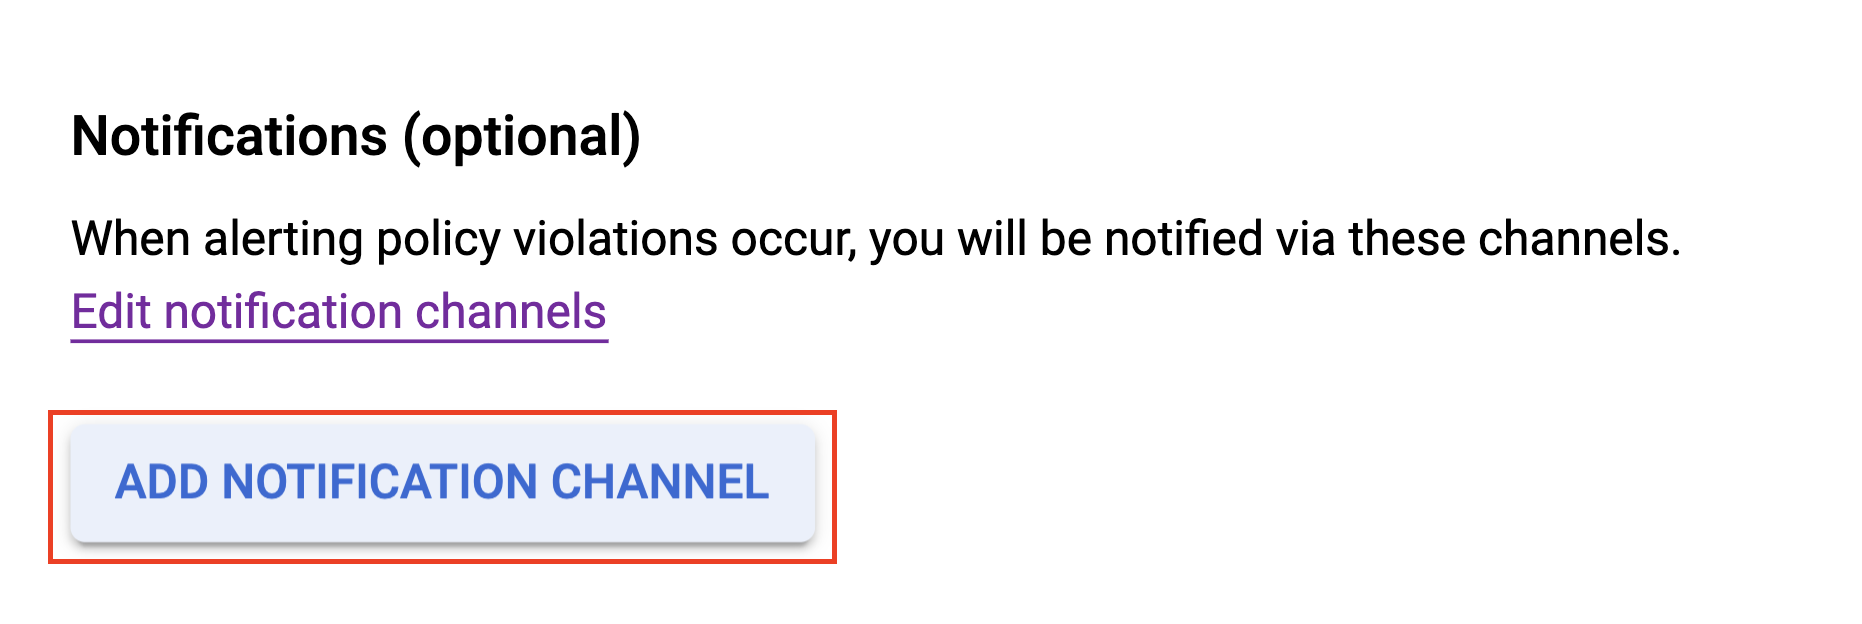 Notifications (optional)
When alerting policy violations occur, you will be notified via these channels.
Edit notification channels
ADD NOTIFICATION CHANNEL